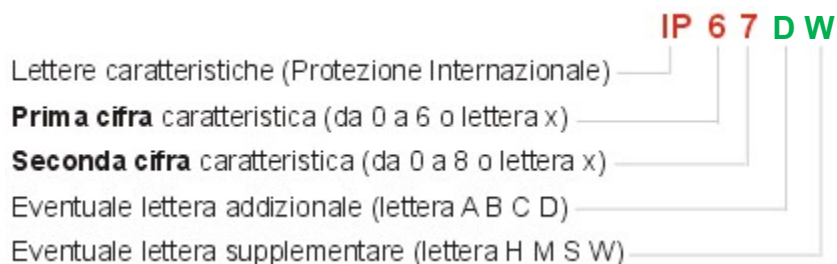 IP 6 7 D W
Lettere caratteristiche (Protezione Internazionale)
Prima cifra caratteristica (da 0 a 6 o lettera x)
Seconda cifra caratteristica (da 0 a 8 o lettera x)
Eventuale lettera addizionale (lettera A B C D)
Eventuale lettera supplementare (lettera H M S W)